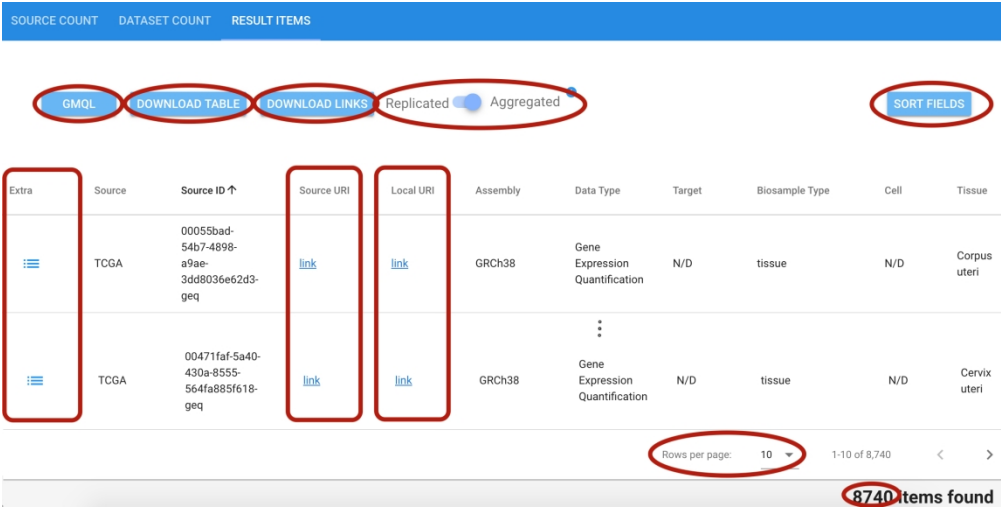 SOURCE COUNT DATASET COUNT RESULT ITEMS
GMQL DOWNLOAD TABLE DOWNLOAD LINKS Replicated Aggregated SORT FIELDS
Extra Source Source ID ↑ Source URI Local URI Assembly Data Type Target Biosample Type Cell Tissue
00055bad-
54b7-4898-
a9ae-
3dd8036e62d3-
geq
TCGA
link
link
GRCh38
Gene
Expression
Quantification
N/D
tissue
N/D
Corpus
uteri
00471faf-5a40-
430a-8555-
564fa885f618-
geq
TCGA
link
link
GRCh38
Gene
Expression
Quantification
N/D
tissue
N/D
Cervix
uteri
Rows per page: 10 1-10 of 8,740
8740 items found